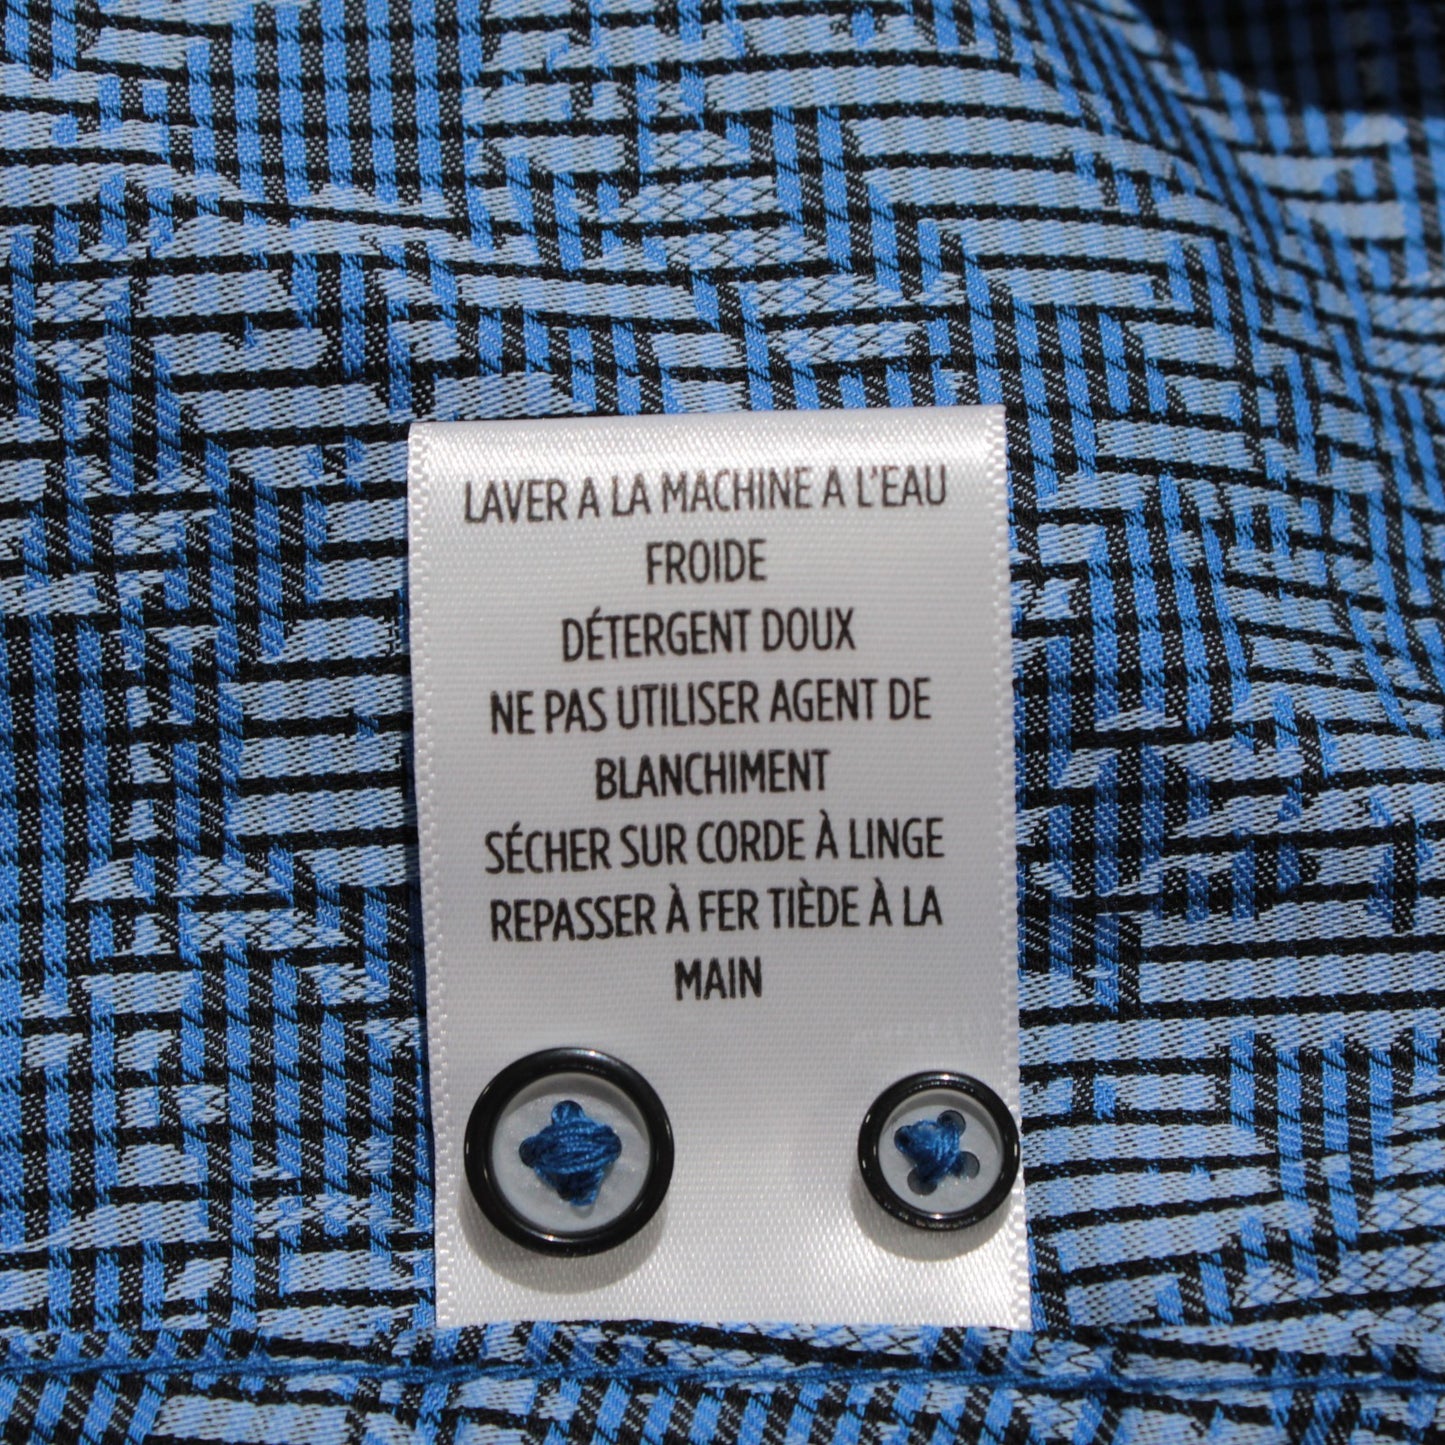 LAVER A LA MACHINE A L'EAU
FROIDE
DÉTERGENT DOUX
NE PAS UTILISER AGENT DE
BLANCHIMENT
SÉCHER SUR CORDE À LINGE
REPASSER À FER TIÈDE À LA
MAIN